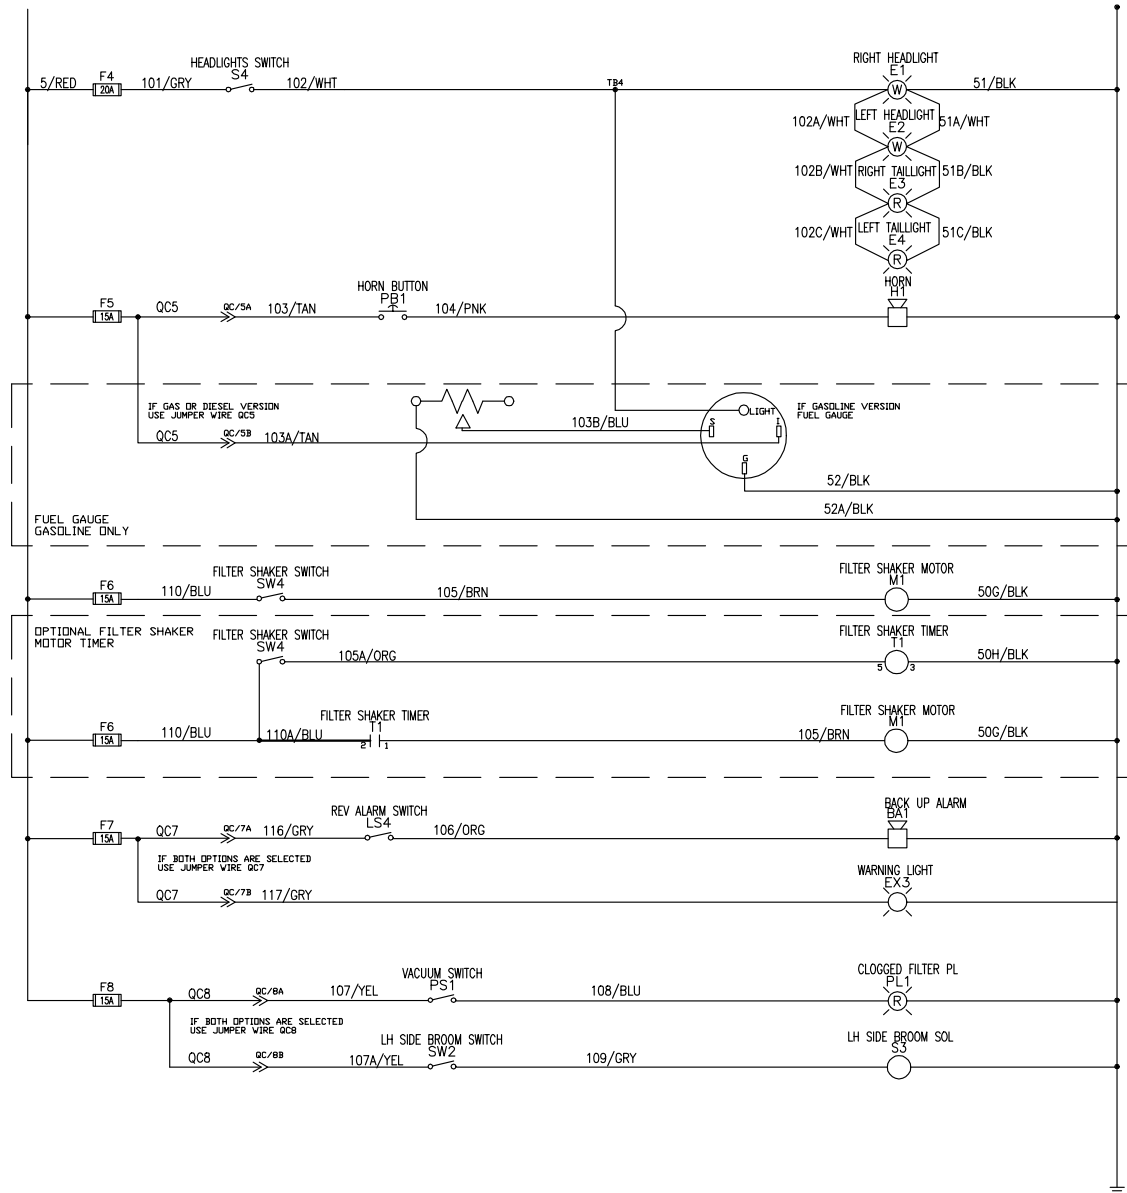 HEADLIGHTS SWITCH
S4
RIGHT HEADLIGHT
E1
5/RED
F4
20A
101/GRY
102/WHT
TB4
W
51/BLK
102A/WHT
LEFT HEADLIGHT
E2
51A/WHT
W
102B/WHT
RIGHT TAILLIGHT
E3
51B/BLK
R
102C/WHT
LEFT TAILLIGHT
E4
51C/BLK
R
HORN
H1
HORN BUTTON
PB1
F5
15A
QC5
QC/5A
103/TAN
104/PNK
IF GAS OR DIESEL VERSION
USE JUMPER WIRE QC5
QC5
QC/5B
103A/TAN
103B/BLU
LIGHT
S
I
G
IF GASOLINE VERSION
FUEL GAUGE
52/BLK
52A/BLK
FUEL GAUGE
GASOLINE ONLY
FILTER SHAKER SWITCH
SW4
FILTER SHAKER MOTOR
M1
F6
15A
110/BLU
105/BRN
50G/BLK
OPTIONAL FILTER SHAKER
MOTOR TIMER
FILTER SHAKER SWITCH
SW4
FILTER SHAKER TIMER
T1
105A/ORG
5
3
50H/BLK
FILTER SHAKER TIMER
T1
FILTER SHAKER MOTOR
M1
F6
15A
110/BLU
110A/BLU
2
1
105/BRN
50G/BLK
REV ALARM SWITCH
LS4
BACK UP ALARM
BA1
F7
15A
QC7
QC/7A
116/GRY
106/ORG
IF BOTH OPTIONS ARE SELECTED
USE JUMPER WIRE QC7
WARNING LIGHT
EX3
QC7
QC/7B
117/GRY
VACUUM SWITCH
PS1
CLOGGED FILTER PL
PL1
F8
15A
QC8
QC/8A
107/YEL
108/BLU
R
IF BOTH OPTIONS ARE SELECTED
USE JUMPER WIRE QC8
LH SIDE BROOM SWITCH
SW2
LH SIDE BROOM SOL
S3
QC8
QC/8B
107A/YEL
109/GRY